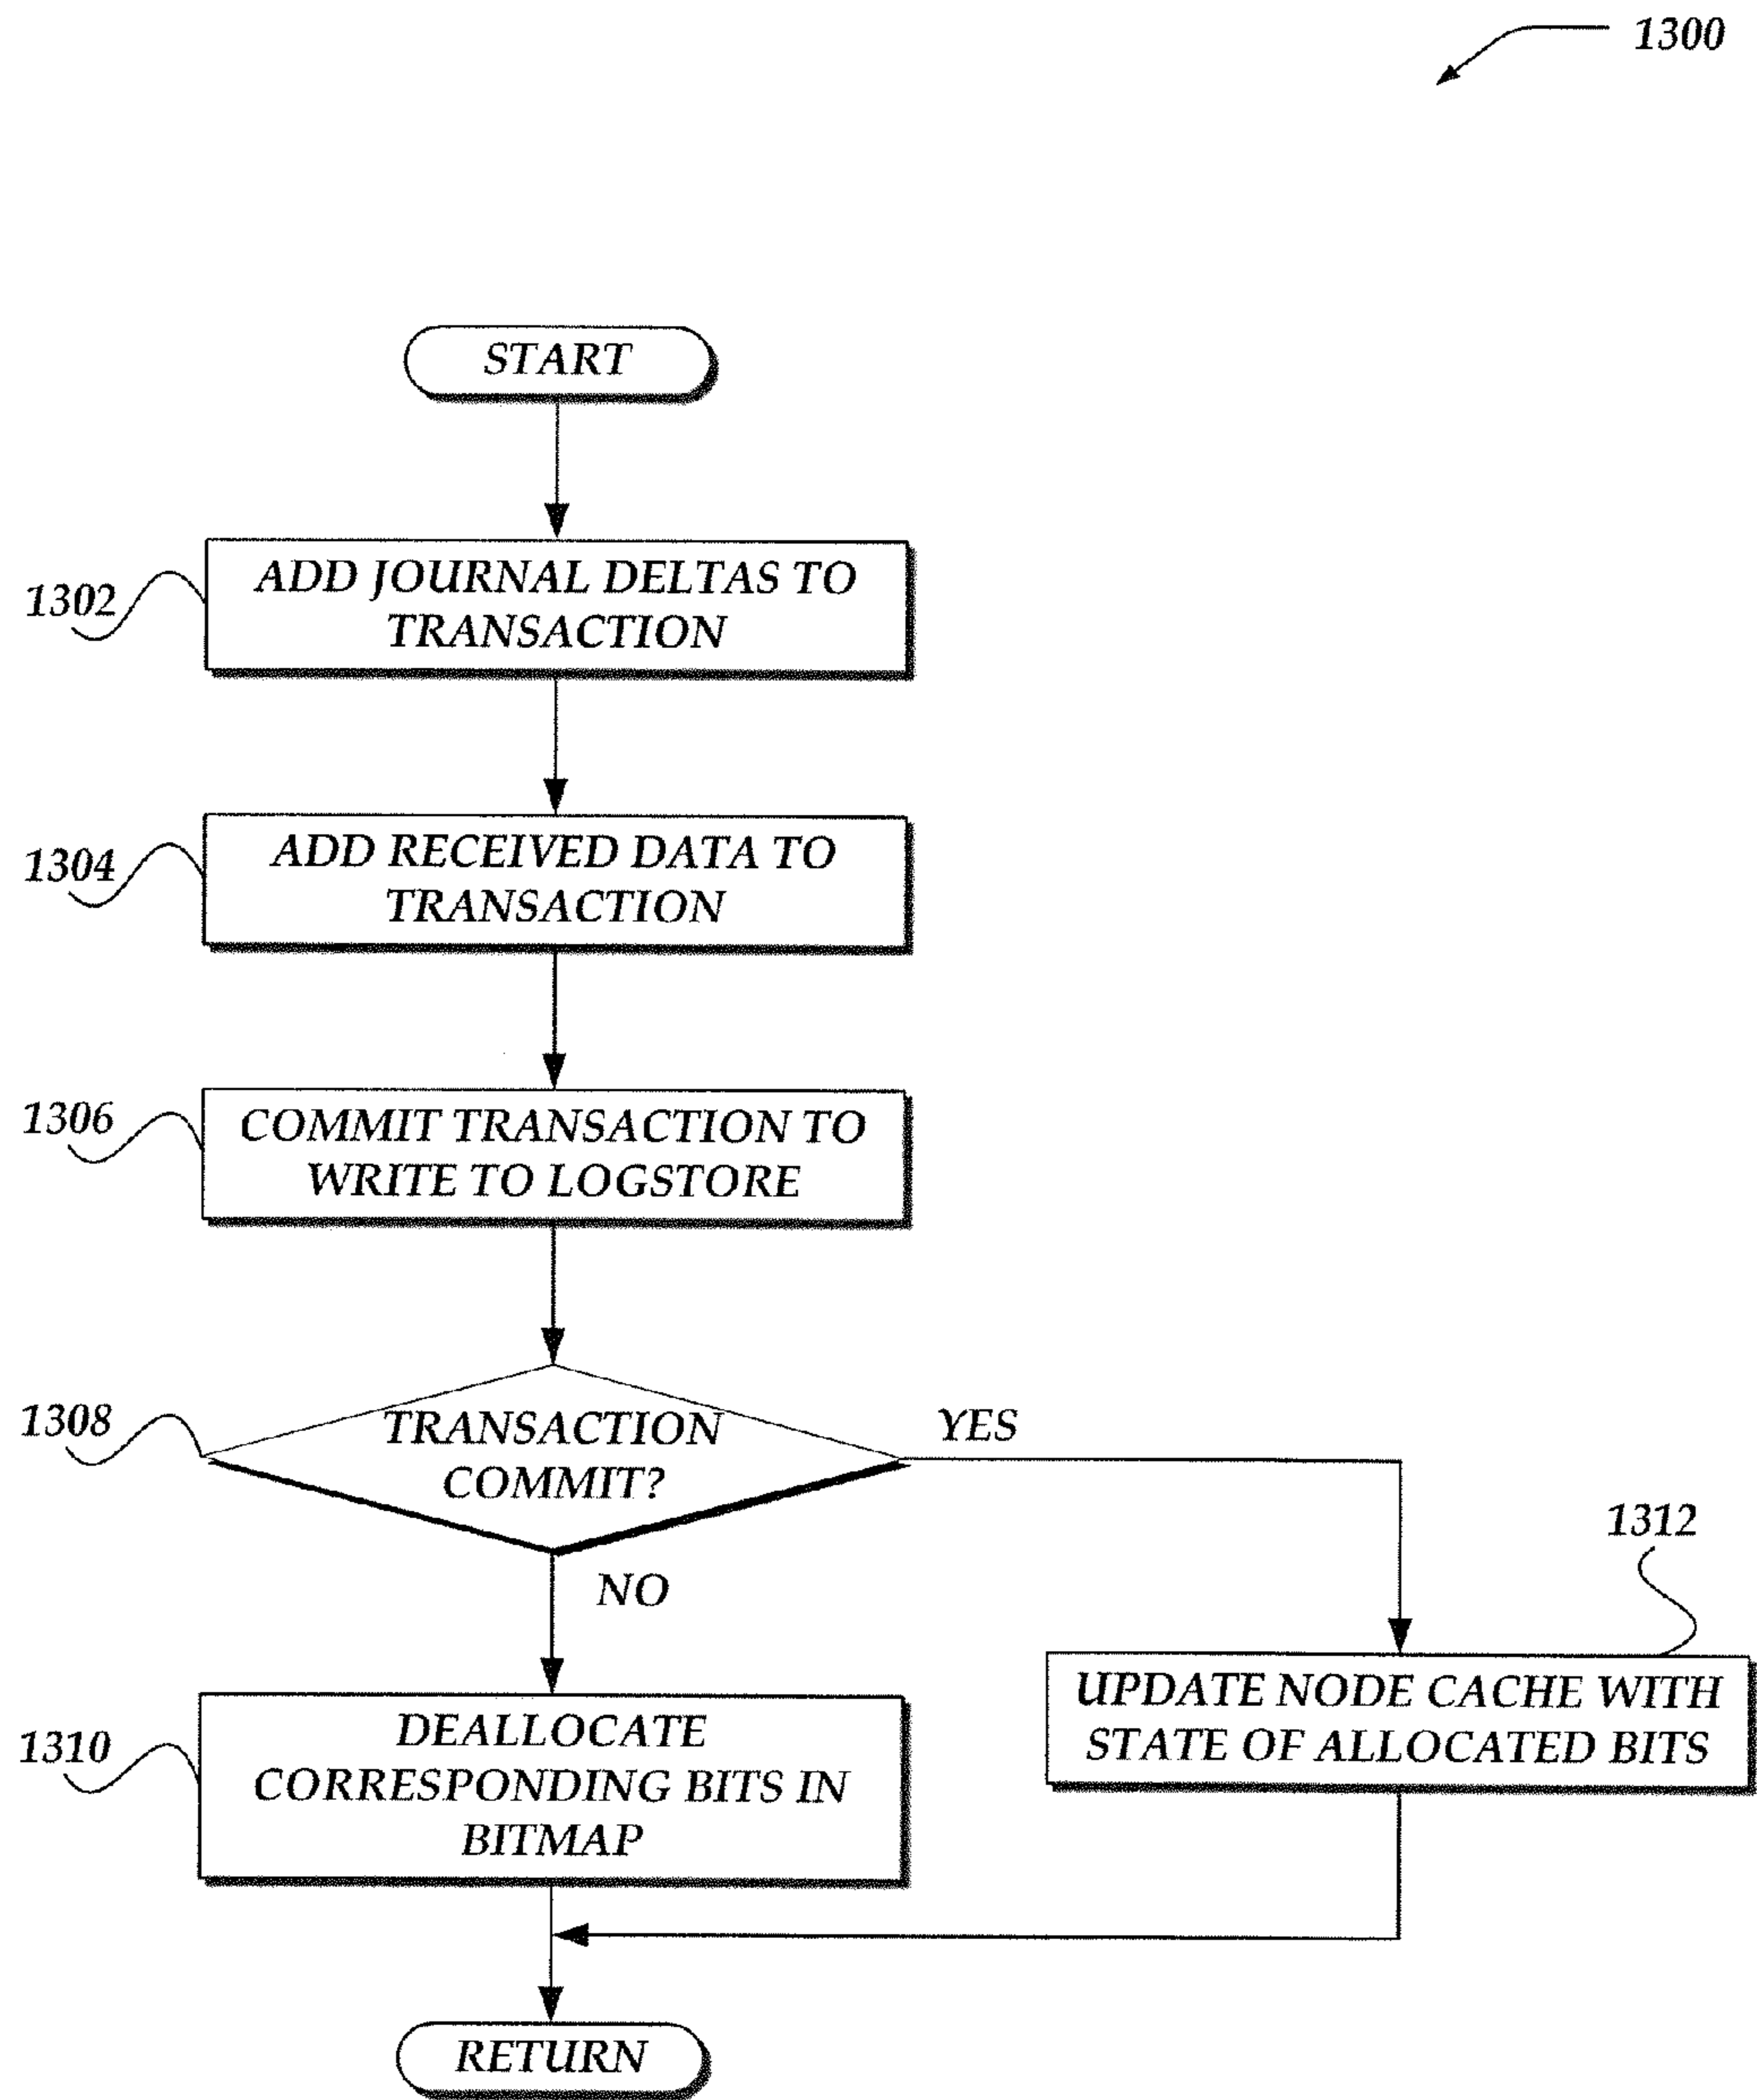 1300
START
1302
ADD JOURNAL DELTAS TO
TRANSACTION
1304
ADD RECEIVED DATA TO
TRANSACTION
1306
COMMIT TRANSACTION TO
WRITE TO LOGSTORE
1308
TRANSACTION
COMMIT?
YES
NO
1312
UPDATE NODE CACHE WITH
STATE OF ALLOCATED BITS
1310
DEALLOCATE
CORRESPONDING BITS IN
BITMAP
RETURN